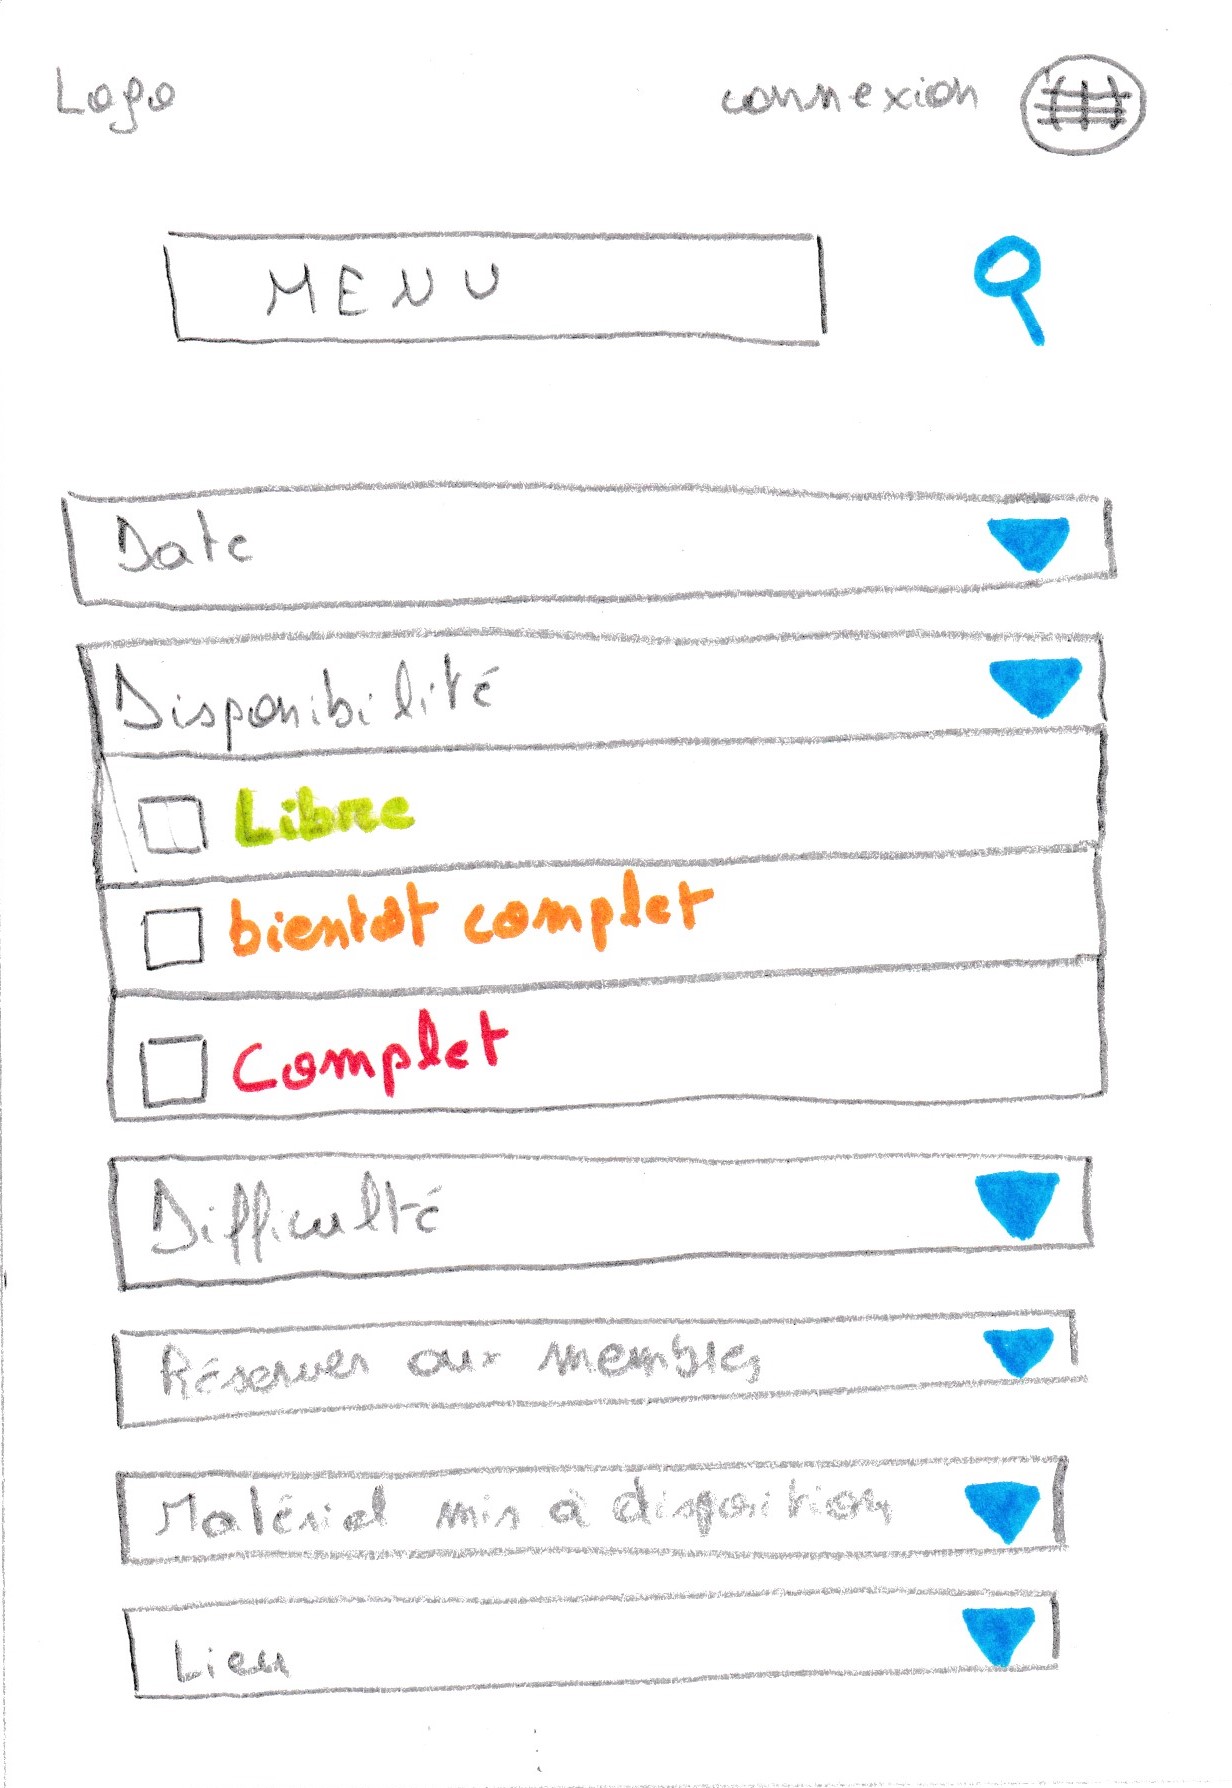 Logo connexion
MENU
Date
Disponibilité
Libre
bientot complet
Complet
Difficulté
Réserver aux membres
Matériel mis à disposition
Lieu